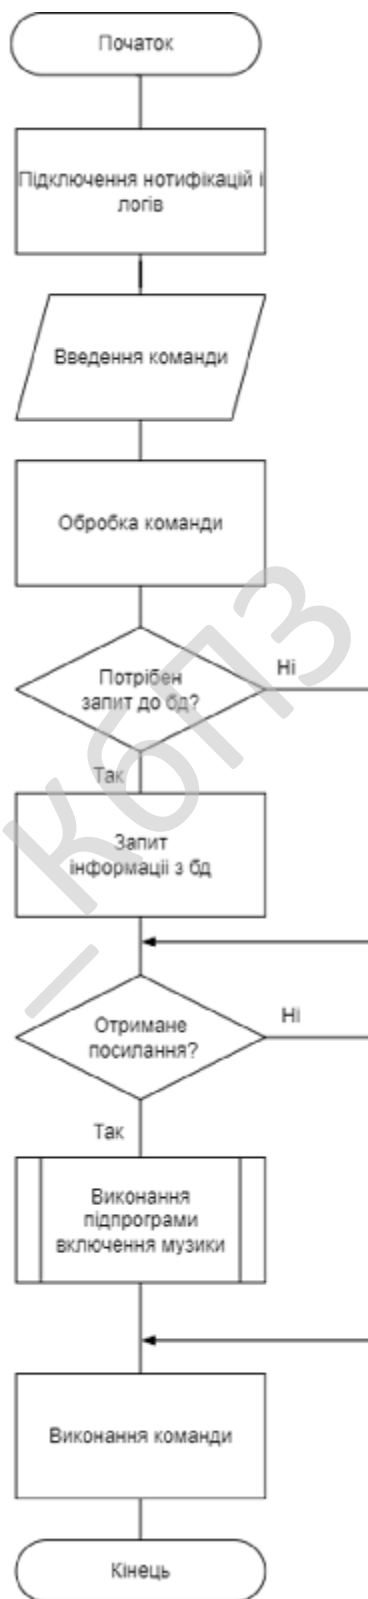 Початок
Підключення нотифікацій і
логів
Введення команди
Обробка команди
Потрібен
запит до бд?
Ні
Так
Запит
інформації з бд
Отримане
посилання?
Ні
Так
Виконання
підпрограми
включення музики
Виконання команди
Кінець
– КбПЗ